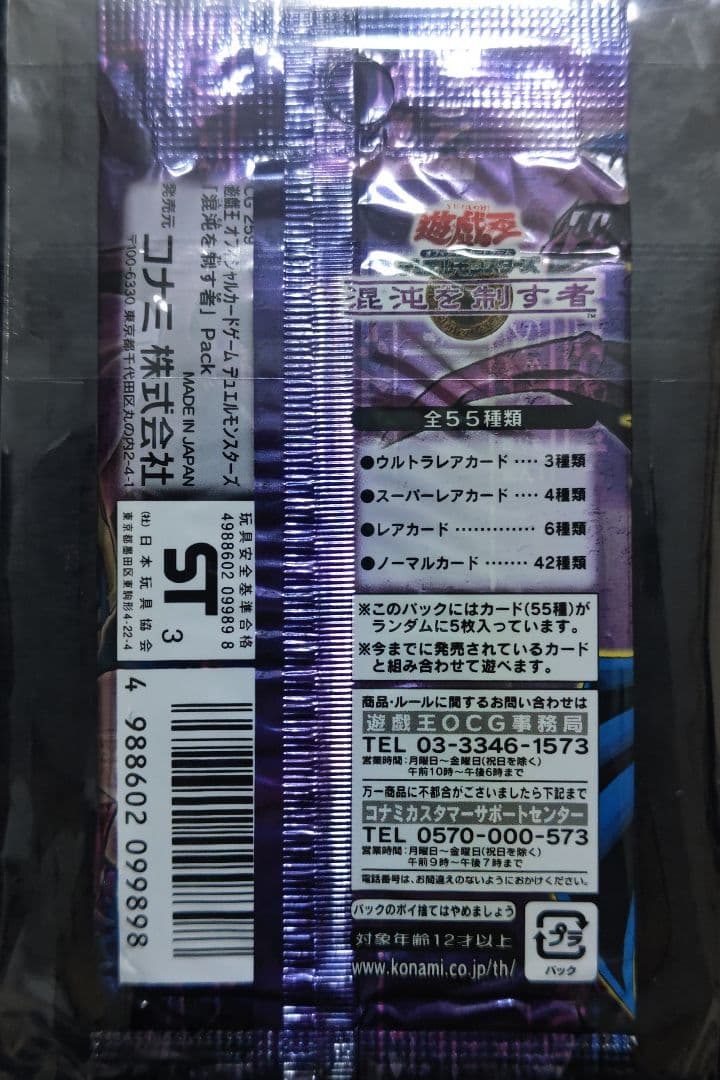 遊戯王
オフィシャルカードゲーム
デュエルモンスターズ
混沌を制す者
TM
全55種類
●ウルトラレアカード ‥‥ 3種類
●スーパーレアカード ‥‥ 4種類
●レアカード ‥‥‥‥‥ 6種類
●ノーマルカード ‥‥‥ 42種類
※このパックにはカード(55種)が
ランダムに5枚入っています。
※今までに発売されているカード
と組み合わせて遊べます。
商品・ルールに関するお問い合わせは
遊戯王OCG事務局
TEL 03-3346-1573
営業時間:月曜日~金曜日(祝日を除く)
午前10時~午後6時まで
万一商品に不都合がございましたら下記まで
コナミカスタマーサポートセンター
TEL 0570-000-573
営業時間:月曜日~金曜日(祝日を除く)
午前9時~午後7時まで
電話番号は、お間違えのないようにおかけください。
パックのポイ捨てはやめましょう
対象年齢12才以上
www.konami.co.jp/th/
プラ
パック
CG 259
遊戯王 オフィシャルカードゲーム デュエルモンスターズ
「混沌を制す者」 Pack
MADE IN JAPAN
発売元 コナミ株式会社
〒100-6330 東京都千代田区丸の内2-4-1
玩具安全基準合格
4988602 09989 8
ST
3
(社)日本玩具協会
東京都墨田区東駒形4-22-4
4 988602 099898